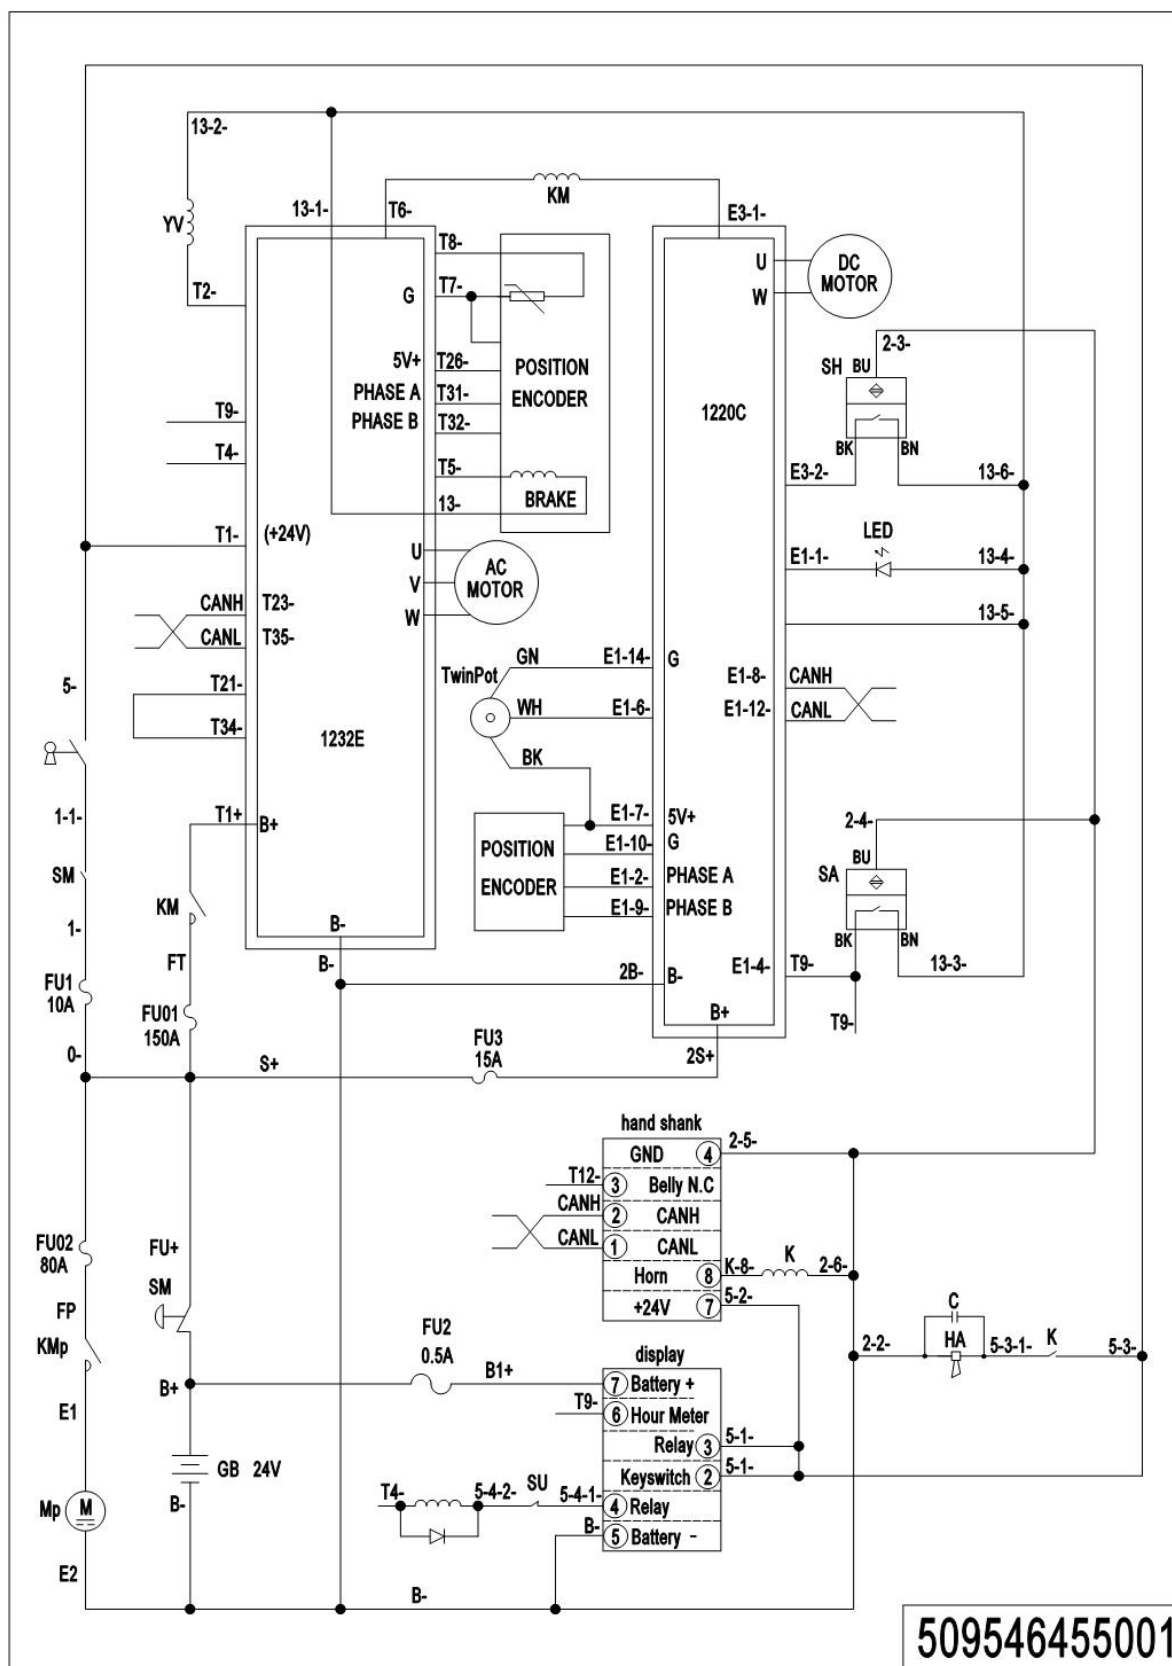 13-2-
YV
T2-
13-1-
T6-
KM
E3-1-
T8-
T7-
G
5V+
T26-
PHASE A
T31-
PHASE B
T32-
POSITION
ENCODER
T5-
BRAKE
13-
T9-
T4-
T1-
(+24V)
U
V
W
AC
MOTOR
CANH
T23-
CANL
T35-
T21-
T34-
1232E
U
W
DC
MOTOR
2-3-
SH
BU
BK
BN
1220C
E3-2-
13-6-
LED
E1-1-
13-4-
13-5-
GN
E1-14-
G
TwinPot
WH
E1-6-
BK
E1-8-
CANH
E1-12-
CANL
5-
1-1-
SM
1-
FU1
10A
0-
T1+
B+
KM
FT
FU01
150A
B-
B-
E1-7-
5V+
POSITION
E1-10-
G
ENCODER
E1-2-
PHASE A
E1-9-
PHASE B
2-4-
BU
SA
BK
BN
2B-
B-
E1-4-
T9-
13-3-
T9-
B+
2S+
S+
FU3
15A
hand shank
GND
4
2-5-
T12-
3
Belly N.C
CANH
2
CANH
CANL
1
CANL
Horn
8
K-8-
K
2-6-
+24V
7
5-2-
FU02
80A
FP
KMp
E1
FU+
SM
B+
FU2
0.5A
B1+
display
7
Battery +
T9-
6
Hour Meter
Relay
3
5-1-
Keyswitch
2
5-1-
T4-
5-4-2-
SU
5-4-1-
4
Relay
B-
5
Battery -
C
2-2-
HA
5-3-1-
K
5-3-
GB 24V
B-
Mp
M
E2
B-
509546455001